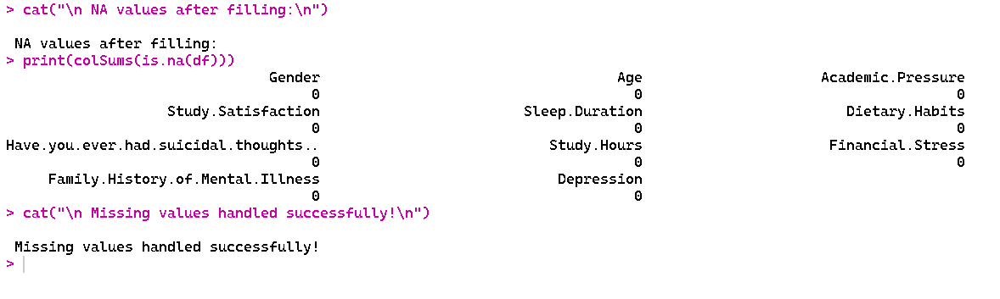 > cat("\n NA values after filling:\n")
NA values after filling:
> print(colSums(is.na(df)))
Gender Age Academic.Pressure
0 0 0
Study.Satisfaction Sleep.Duration Dietary.Habits
0 0 0
Have.you.ever.had.suicidal.thoughts.. Study.Hours Financial.Stress
0 0 0
Family.History.of.Mental.Illness Depression
0 0
> cat("\n Missing values handled successfully!\n")
Missing values handled successfully!
>